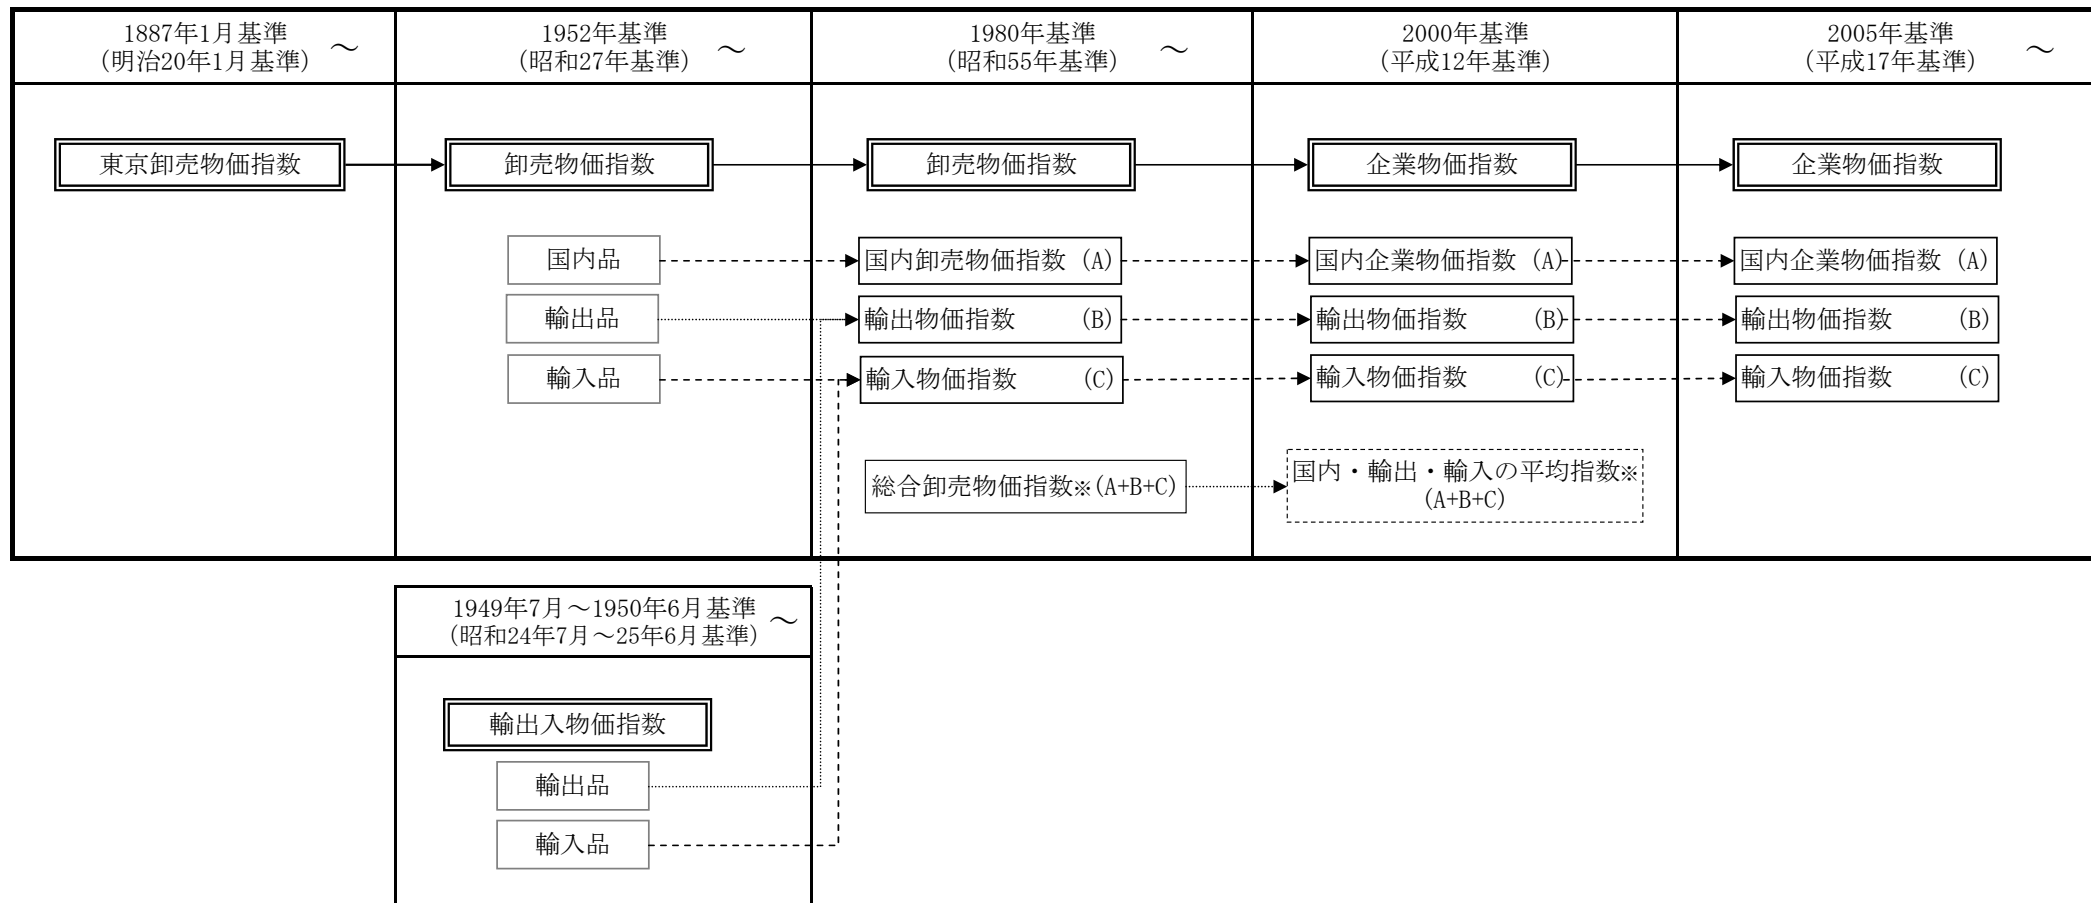 1887年1月基準
(明治20年1月基準)
～
1952年基準
(昭和27年基準)
～
1980年基準
(昭和55年基準)
～
2000年基準
(平成12年基準)
2005年基準
(平成17年基準)
～
東京卸売物価指数
卸売物価指数
卸売物価指数
企業物価指数
企業物価指数
国内品
国内卸売物価指数 (A)
国内企業物価指数 (A)
国内企業物価指数 (A)
輸出品
輸出物価指数 (B)
輸出物価指数 (B)
輸出物価指数 (B)
輸入品
輸入物価指数 (C)
輸入物価指数 (C)
輸入物価指数 (C)
総合卸売物価指数※(A+B+C)
国内・輸出・輸入の平均指数※
(A+B+C)
1949年7月～1950年6月基準
(昭和24年7月～25年6月基準)
～
輸出入物価指数
輸出品
輸入品